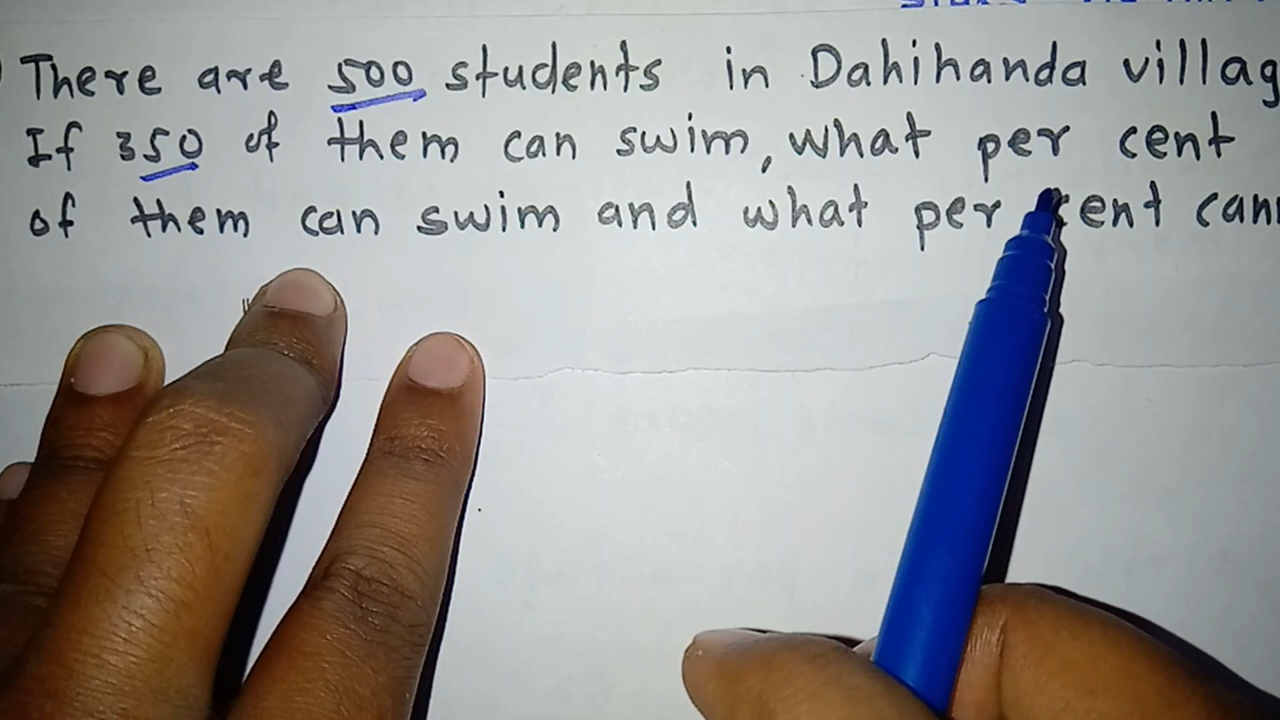 There are 500 students in Dahihanda villag
If 350 of them can swim, what per cent
of them can swim and what per cent can